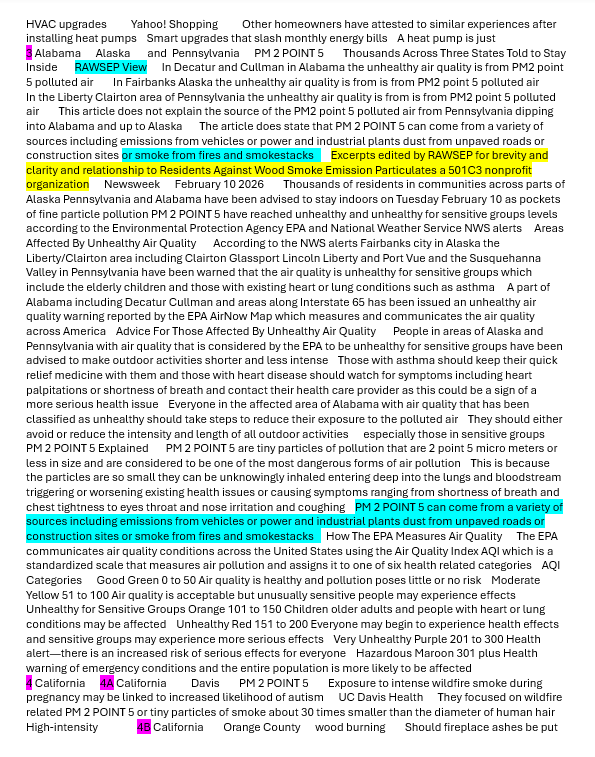 HVAC upgrades Yahoo! Shopping Other homeowners have attested to similar experiences after
installing heat pumps Smart upgrades that slash monthly energy bills A heat pump is just
3 Alabama Alaska and Pennsylvania PM 2 POINT 5 Thousands Across Three States Told to Stay
Inside RAWSEP View In Decatur and Cullman in Alabama the unhealthy air quality is from PM2 point
5 polluted air In Fairbanks Alaska the unhealthy air quality is from is from PM2 point 5 polluted air
In the Liberty Clairton area of Pennsylvania the unhealthy air quality is from is from PM2 point 5 polluted
air This article does not explain the source of the PM2 point 5 polluted air from Pennsylvania dipping
into Alabama and up to Alaska The article does state that PM 2 POINT 5 can come from a variety of
sources including emissions from vehicles or power and industrial plants dust from unpaved roads or
construction sites or smoke from fires and smokestacks Excerpts edited by RAWSEP for brevity and
clarity and relationship to Residents Against Wood Smoke Emission Particulates a 501C3 nonprofit
organization Newsweek February 10 2026 Thousands of residents in communities across parts of
Alaska Pennsylvania and Alabama have been advised to stay indoors on Tuesday February 10 as pockets
of fine particle pollution PM 2 POINT 5 have reached unhealthy and unhealthy for sensitive groups levels
according to the Environmental Protection Agency EPA and National Weather Service NWS alerts Areas
Affected By Unhealthy Air Quality According to the NWS alerts Fairbanks city in Alaska the
Liberty/Clairton area including Clairton Glassport Lincoln Liberty and Port Vue and the Susquehanna
Valley in Pennsylvania have been warned that the air quality is unhealthy for sensitive groups which
include the elderly children and those with existing heart or lung conditions such as asthma A part of
Alabama including Decatur Cullman and areas along Interstate 65 has been issued an unhealthy air
quality warning reported by the EPA AirNow Map which measures and communicates the air quality
across America Advice For Those Affected By Unhealthy Air Quality People in areas of Alaska and
Pennsylvania with air quality that is considered by the EPA to be unhealthy for sensitive groups have been
advised to make outdoor activities shorter and less intense Those with asthma should keep their quick
relief medicine with them and those with heart disease should watch for symptoms including heart
palpitations or shortness of breath and contact their health care provider as this could be a sign of a
more serious health issue Everyone in the affected area of Alabama with air quality that has been
classified as unhealthy should take steps to reduce their exposure to the polluted air They should either
avoid or reduce the intensity and length of all outdoor activities especially those in sensitive groups
PM 2 POINT 5 Explained PM 2 POINT 5 are tiny particles of pollution that are 2 point 5 micro meters or
less in size and are considered to be one of the most dangerous forms of air pollution This is because
the particles are so small they can be unknowingly inhaled entering deep into the lungs and bloodstream
triggering or worsening existing health issues or causing symptoms ranging from shortness of breath and
chest tightness to eyes throat and nose irritation and coughing PM 2 POINT 5 can come from a variety of
sources including emissions from vehicles or power and industrial plants dust from unpaved roads or
construction sites or smoke from fires and smokestacks How The EPA Measures Air Quality The EPA
communicates air quality conditions across the United States using the Air Quality Index AQI which is a
standardized scale that measures air pollution and assigns it to one of six health related categories AQI
Categories Good Green 0 to 50 Air quality is healthy and pollution poses little or no risk Moderate
Yellow 51 to 100 Air quality is acceptable but unusually sensitive people may experience effects
Unhealthy for Sensitive Groups Orange 101 to 150 Children older adults and people with heart or lung
conditions may be affected Unhealthy Red 151 to 200 Everyone may begin to experience health effects
and sensitive groups may experience more serious effects Very Unhealthy Purple 201 to 300 Health
alert—there is an increased risk of serious effects for everyone Hazardous Maroon 301 plus Health
warning of emergency conditions and the entire population is more likely to be affected
4 California 4A California Davis PM 2 POINT 5 Exposure to intense wildfire smoke during
pregnancy may be linked to increased likelihood of autism UC Davis Health They focused on wildfire
related PM 2 POINT 5 or tiny particles of smoke about 30 times smaller than the diameter of human hair
High-intensity 4B California Orange County wood burning Should fireplace ashes be put